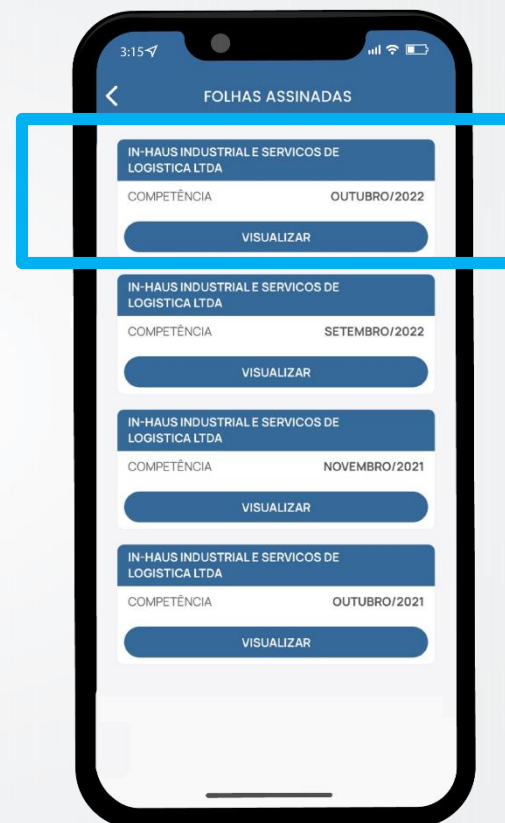 3:15
FOLHAS ASSINADAS
IN-HAUS INDUSTRIAL E SERVICOS DE
LOGISTICA LTDA
COMPETÊNCIA OUTUBRO/2022
VISUALIZAR
IN-HAUS INDUSTRIAL E SERVICOS DE
LOGISTICA LTDA
COMPETÊNCIA SETEMBRO/2022
VISUALIZAR
IN-HAUS INDUSTRIAL E SERVICOS DE
LOGISTICA LTDA
COMPETÊNCIA NOVEMBRO/2021
VISUALIZAR
IN-HAUS INDUSTRIAL E SERVICOS DE
LOGISTICA LTDA
COMPETÊNCIA OUTUBRO/2021
VISUALIZAR